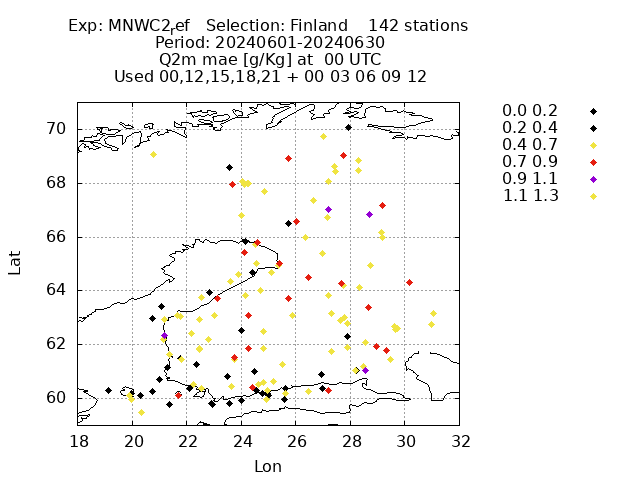 Exp: MNWC2_ref   Selection: Finland    142 stations
Period: 20240601-20240630
Q2m mae [g/Kg] at  00 UTC
Used 00,12,15,18,21 + 00 03 06 09 12
0.0 0.2
0.2 0.4
0.4 0.7
0.7 0.9
0.9 1.1
1.1 1.3
70
68
66
64
62
60
Lat
18 20 22 24 26 28 30 32
Lon